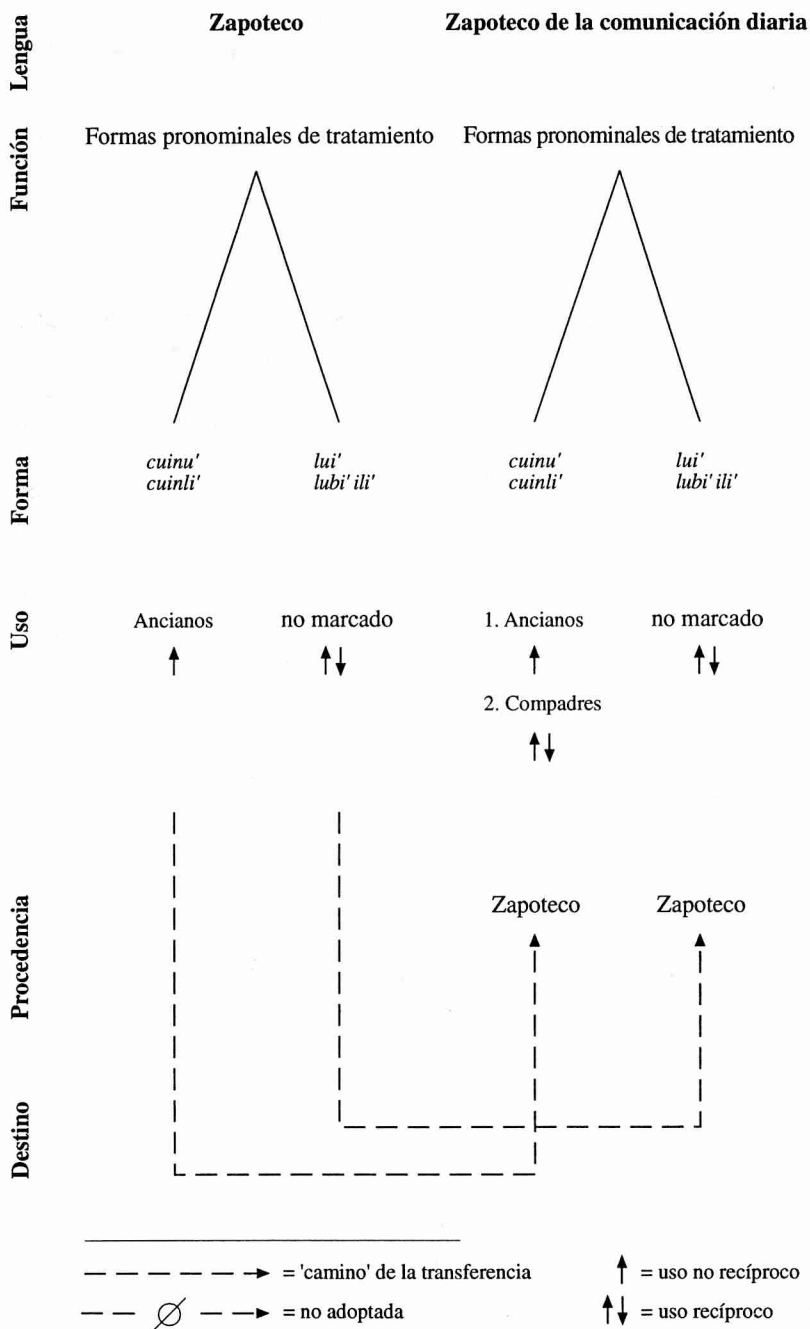 Lengua
Zapoteco Zapoteco de la comunicación diaria
Función
Formas pronominales de tratamiento Formas pronominales de tratamiento
Forma
cuinu' lui' cuinu' lui'
cuinli' lubi' ili' cuinli' lubi' ili'
Uso
Ancianos no marcado 1. Ancianos no marcado
2. Compadres
Procedencia
Zapoteco Zapoteco
Destino
= 'camino' de la transferencia = uso no recíproco
= no adoptada = uso recíproco